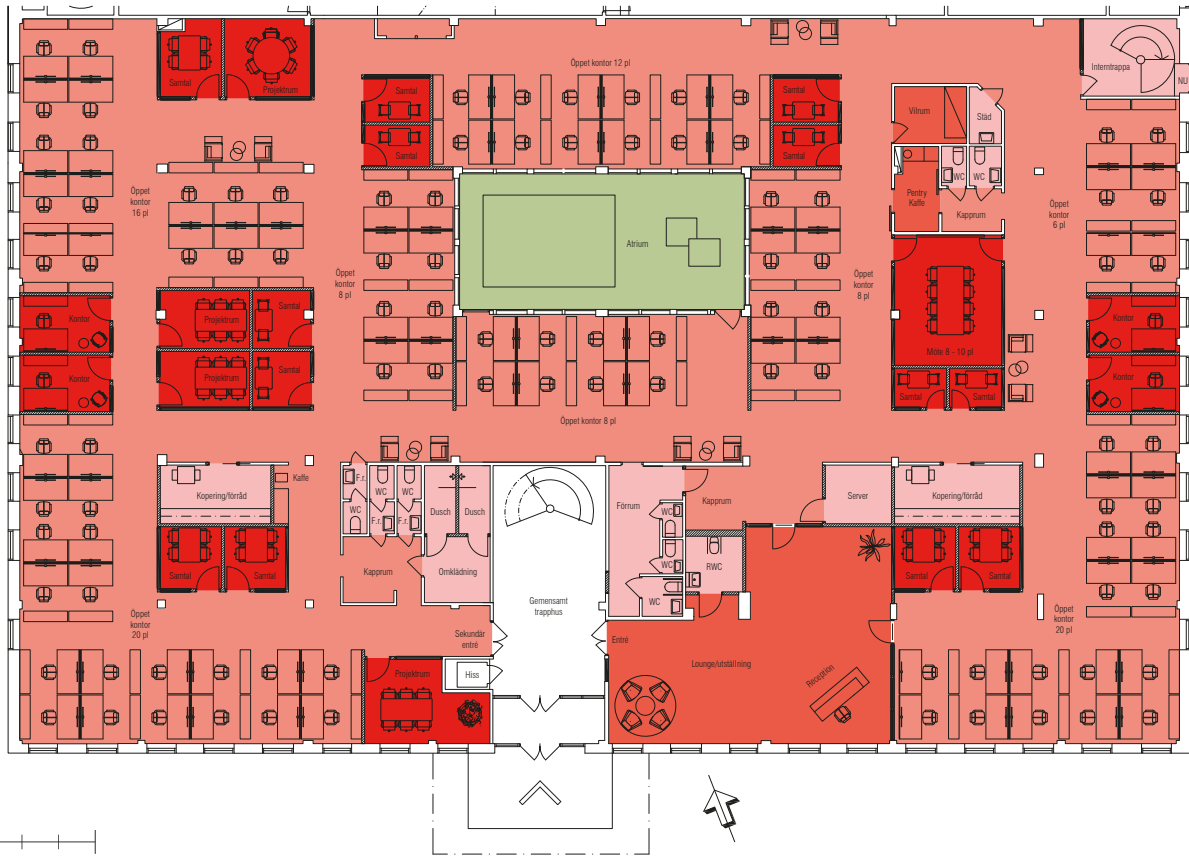 Öppet kontor 12 pl
Interntrappa
NU
Samtal
Projektrum
Samtal
Samtal
Samtal
Samtal
Vilrum
Städ
WC
WC
Pentry
Kaffe
Kapprum
Öppet
kontor
16 pl
Öppet
kontor
6 pl
Atrium
Öppet
kontor
8 pl
Öppet
kontor
8 pl
Kontor
Projektrum
Samtal
Kontor
Möte 8 - 10 pl
Kontor
Projektrum
Samtal
Kontor
Samtal
Samtal
Öppet kontor 8 pl
Kopering/förråd
Kaffe
F.r.
WC
WC
WC
F.r.
F.r.
Dusch
Dusch
Förrum
Kapprum
WC
Server
Kopering/förråd
Samtal
Samtal
Kapprum
Omklädning
WC
RWC
WC
Samtal
Samtal
Gemensamt
trapphus
Öppet
kontor
20 pl
Sekundär
entré
Entré
Öppet
kontor
20 pl
Lounge/utställning
Projektrum
Hiss
Reception